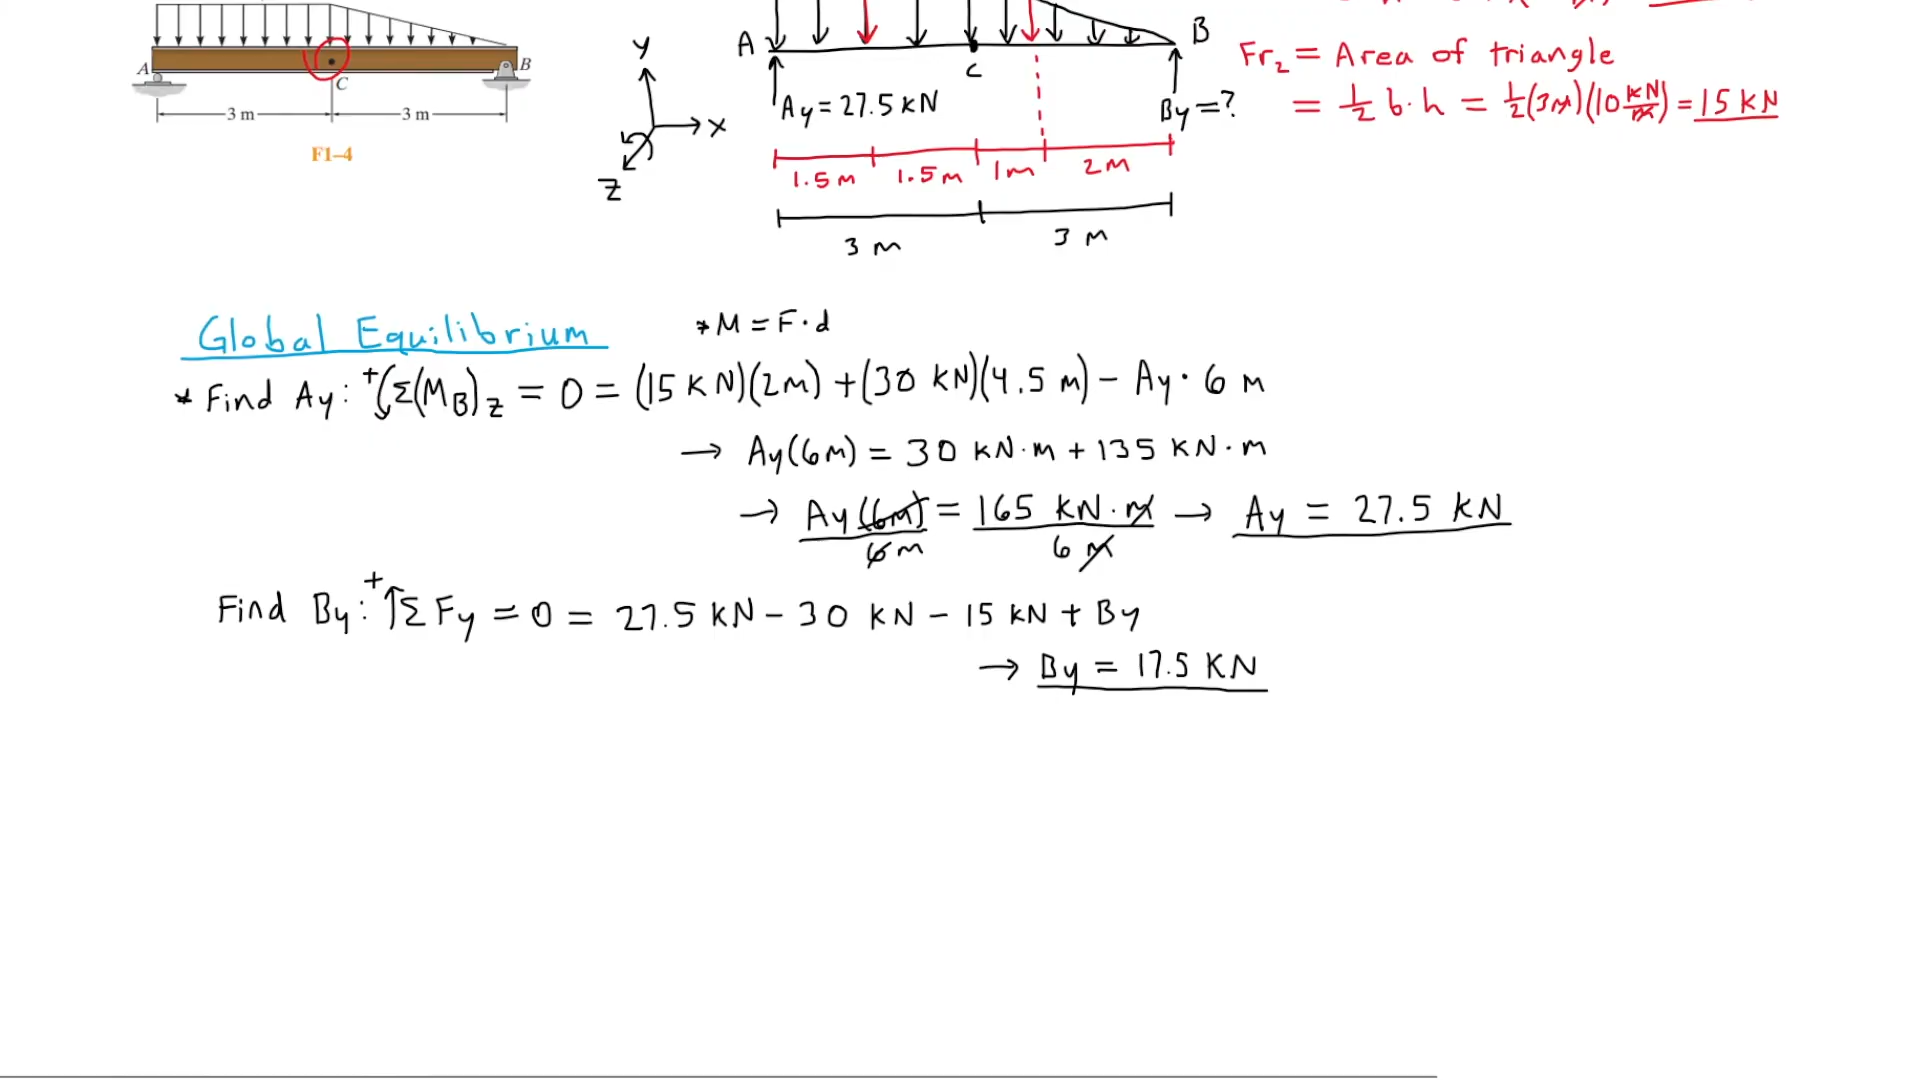 A
B
C
3 m
3 m
F1–4
y
x
z
A
B
C
Ay = 27.5 kN
By = ?
1.5 m
1.5 m
1m
2m
3 m
3 m
Fr₂ = Area of triangle
= ½ b·h = ½(3m)(10 kN/m) = 15 kN
Global Equilibrium
*M = F·d
* Find Ay: +↺Σ(M_B)_z = 0 = (15 kN)(2m) + (30 kN)(4.5 m) − Ay · 6 m
→ Ay(6m) = 30 kN·m + 135 kN·m
→ Ay(6m)/6m = 165 kN·m/6m → Ay = 27.5 kN
Find By: +↑ΣFy = 0 = 27.5 kN − 30 kN − 15 kN + By
→ By = 17.5 KN